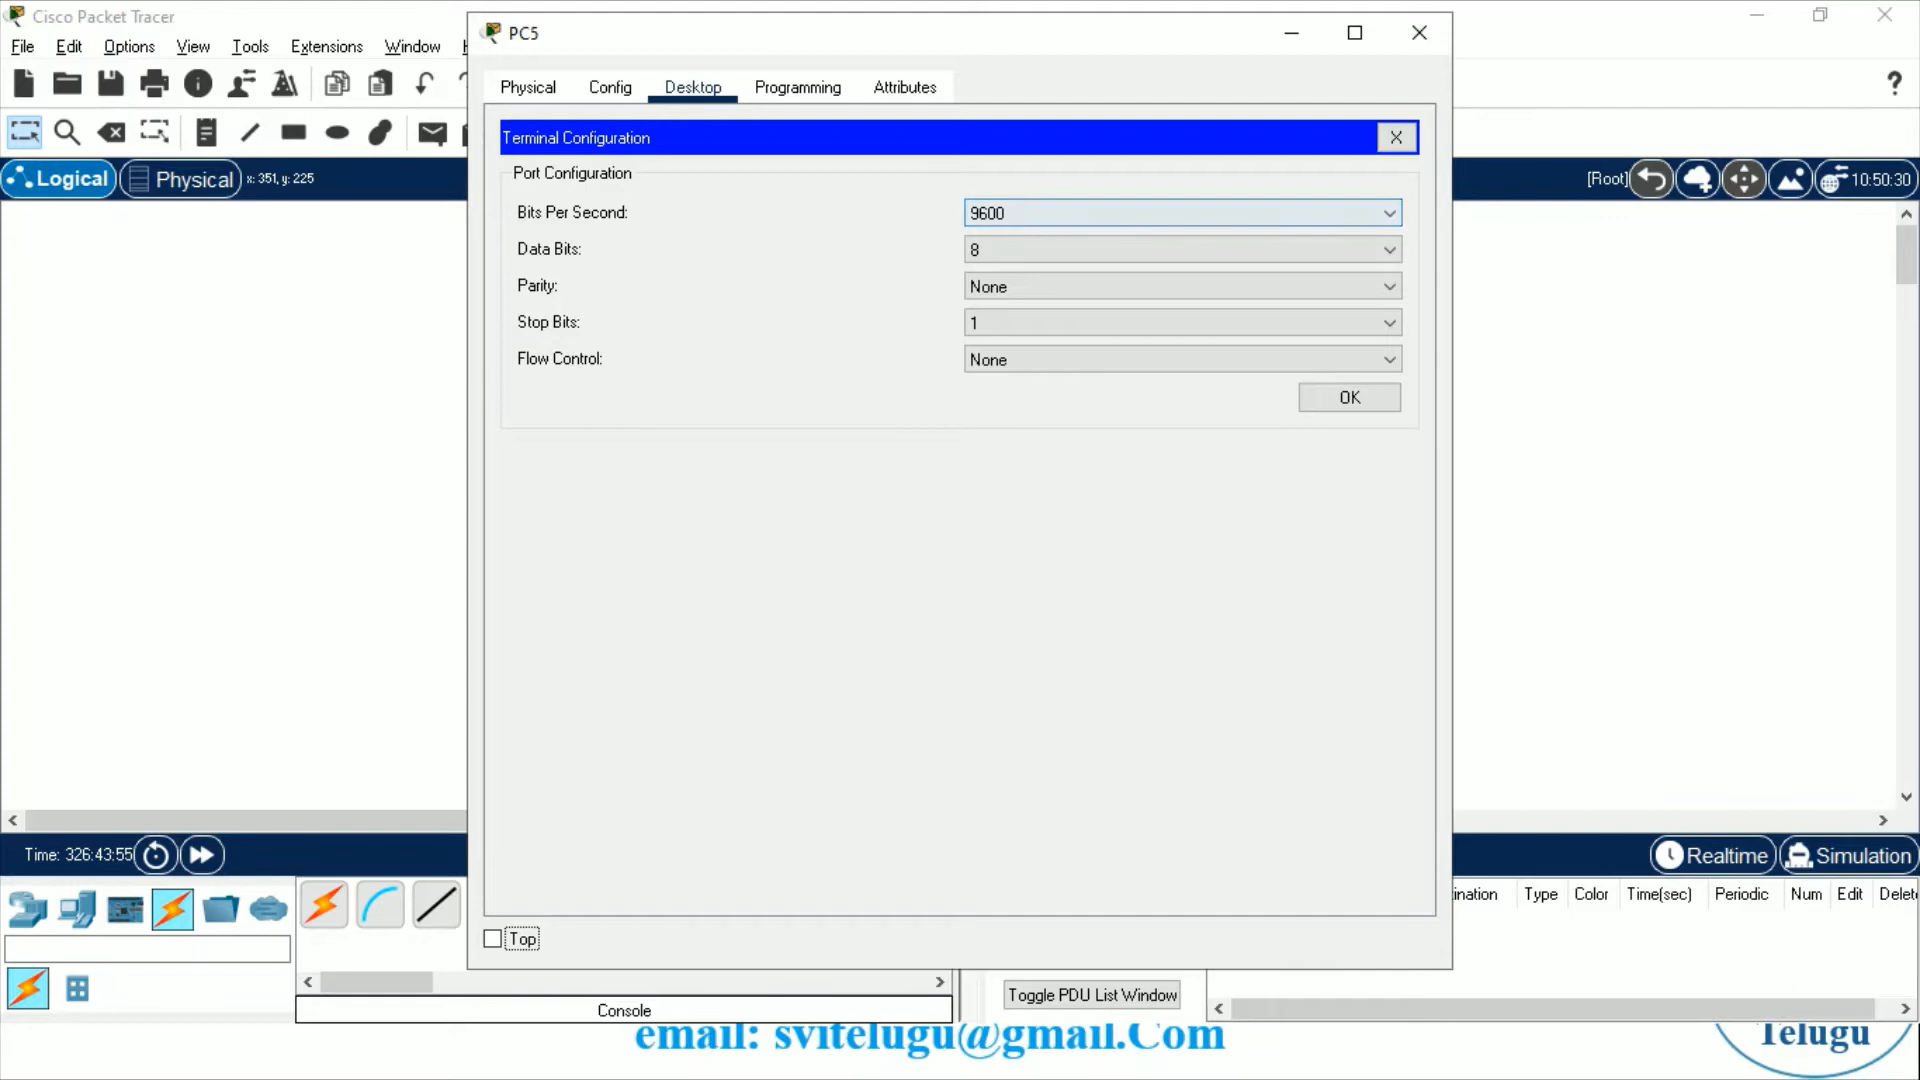 Cisco Packet Tracer
File Edit Options View Tools Extensions Window
PC5
Physical Config Desktop Programming Attributes
Terminal Configuration X
Port Configuration
Bits Per Second: 9600
Data Bits: 8
Parity: None
Stop Bits: 1
Flow Control: None
OK
Top
Logical Physical x: 351, y: 225
[Root] 10:50:30
Time: 326:43:55
Realtime Simulation
Type Color Time(sec) Periodic Num Edit
Toggle PDU List Window
Console
email: svitelugu@gmail.Com
Telugu